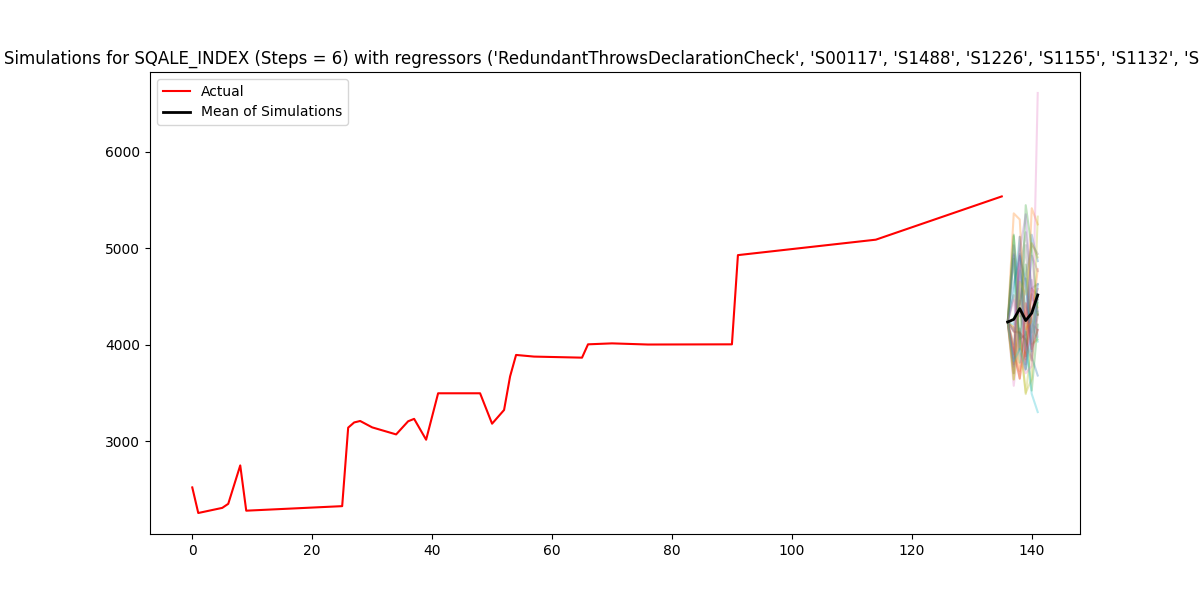 Simulations for SQALE_INDEX (Steps = 6) with regressors ('RedundantThrowsDeclarationCheck', 'S00117', 'S1488', 'S1226', 'S1155', 'S1132', 'S
Actual
Mean of Simulations
6000
5000
4000
3000
0 20 40 60 80 100 120 140